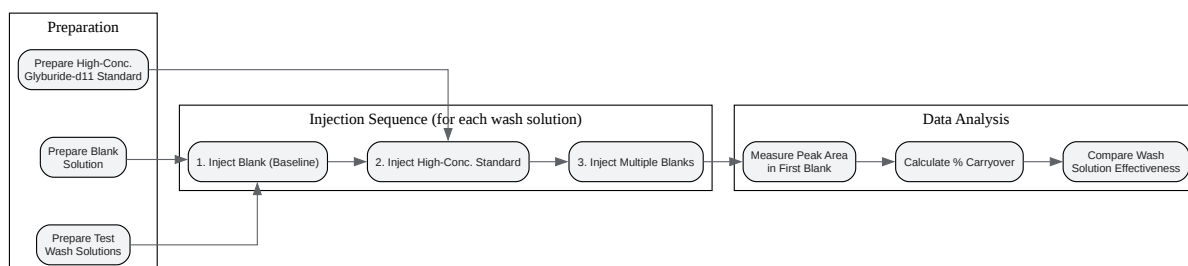 Preparation
Prepare High-Conc.
Glyburide-d11 Standard
Prepare Blank
Solution
Prepare Test
Wash Solutions
Injection Sequence (for each wash solution)
1. Inject Blank (Baseline)
2. Inject High-Conc. Standard
3. Inject Multiple Blanks
Data Analysis
Measure Peak Area
in First Blank
Calculate % Carryover
Compare Wash
Solution Effectiveness